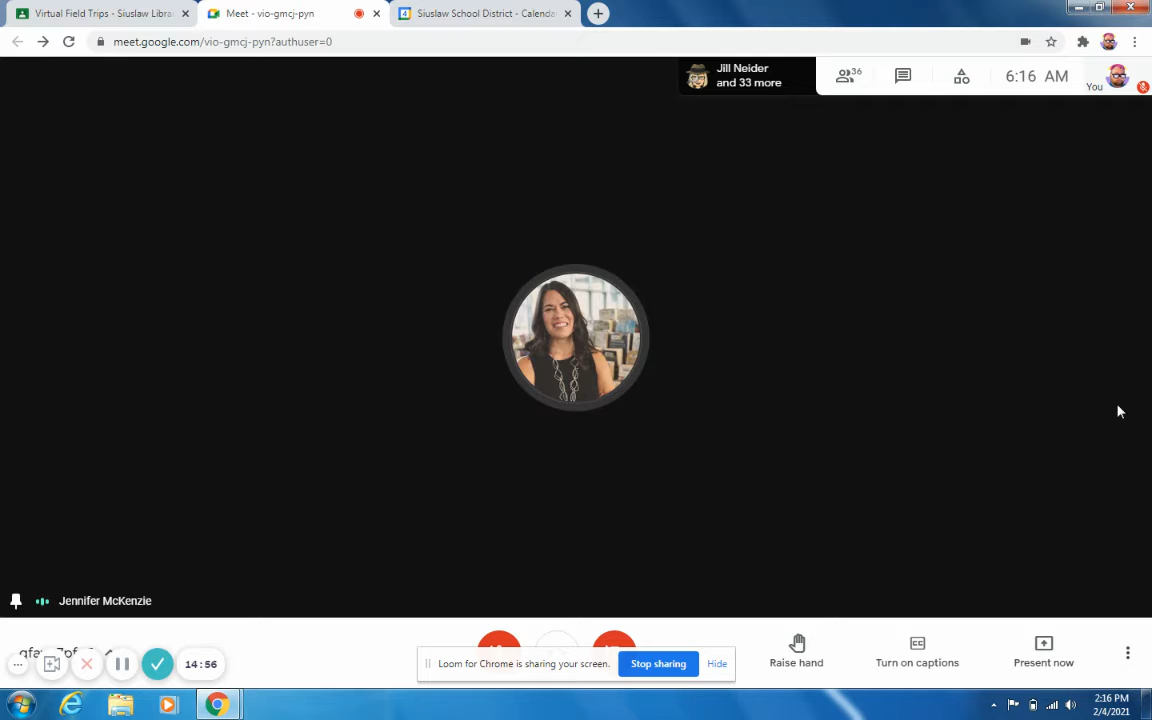 Virtual Field Trips - Siuslaw Libra
Meet - vio-gmcj-pyn
Siuslaw School District - Calenda
meet.google.com/vio-gmcj-pyn?authuser=0
Jill Neider
and 33 more
36
6:16 AM
You
Jennifer McKenzie
14:56
Loom for Chrome is sharing your screen.
Stop sharing
Hide
Raise hand
Turn on captions
Present now
2:16 PM
2/4/2021